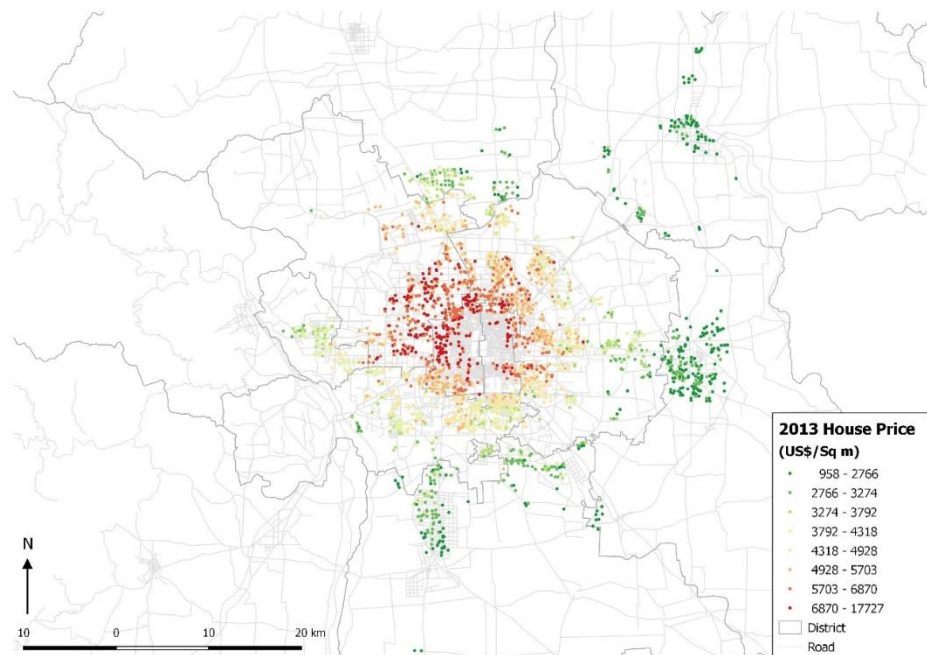 N
10 0 10 20 km
2013 House Price
(US$/Sq m)
958 - 2766
2766 - 3274
3274 - 3792
3792 - 4318
4318 - 4928
4928 - 5703
5703 - 6870
6870 - 17727
District
Road